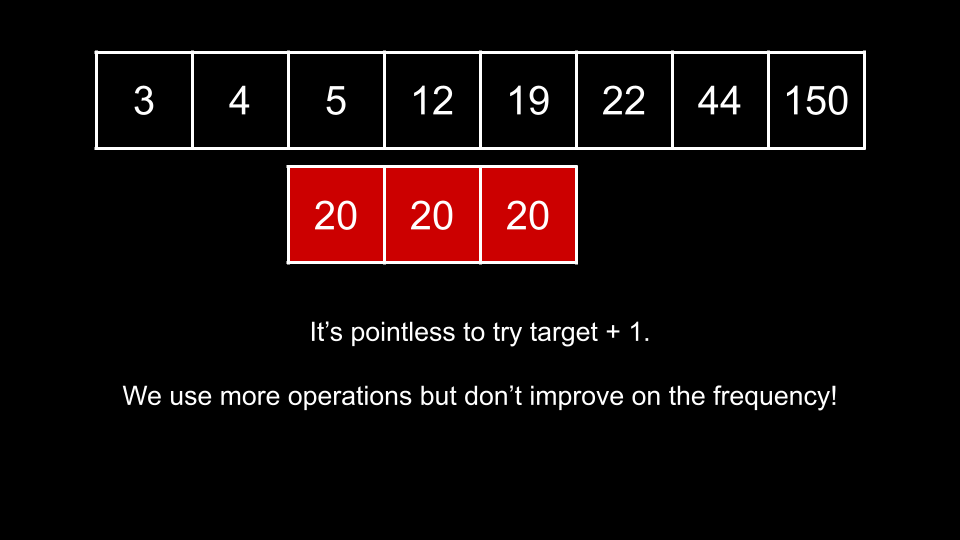 3 4 5 12 19 22 44 150
20 20 20
It’s pointless to try target + 1.
We use more operations but don’t improve on the frequency!